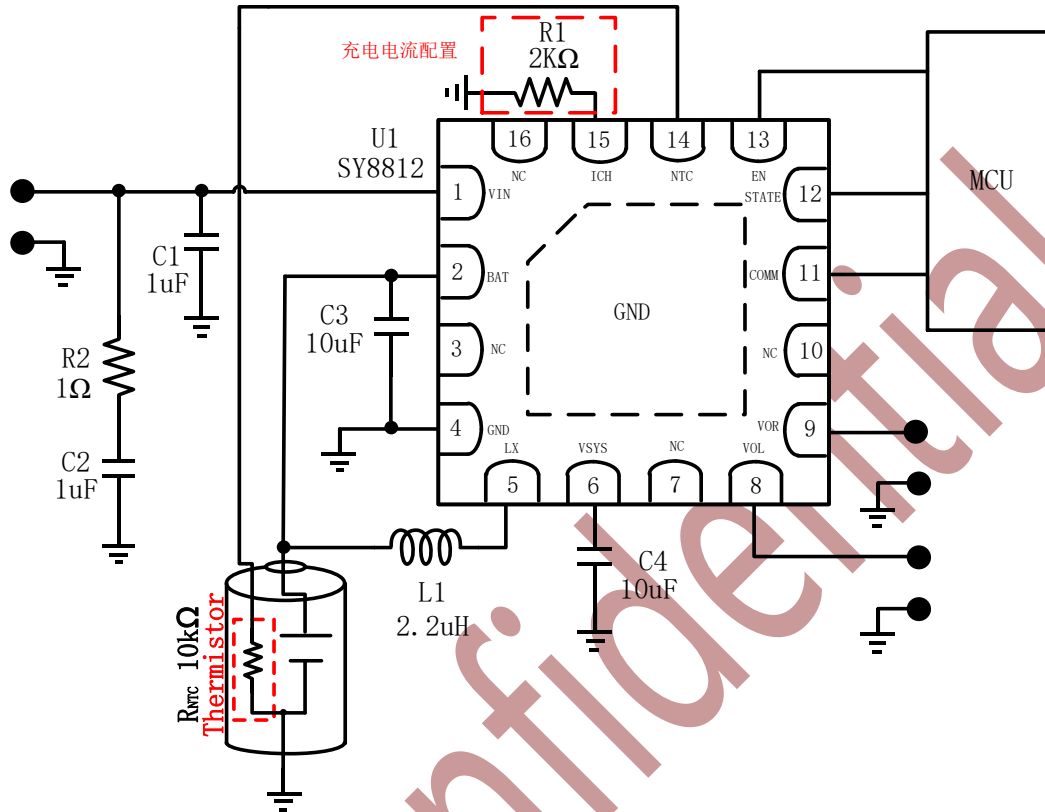 充电电流配置
R1
2KΩ
U1
SY8812
16
NC
15
ICH
14
NTC
13
EN
1
VIN
STATE
12
MCU
2
BAT
COMM
11
C1
1uF
C3
10uF
GND
3
NC
NC
10
R2
1Ω
4
GND
VOR
9
LX
5
VSYS
6
NC
7
VOL
8
C2
1uF
L1
2.2uH
C4
10uF
RNTC 10kΩ
Thermistor
nfidential